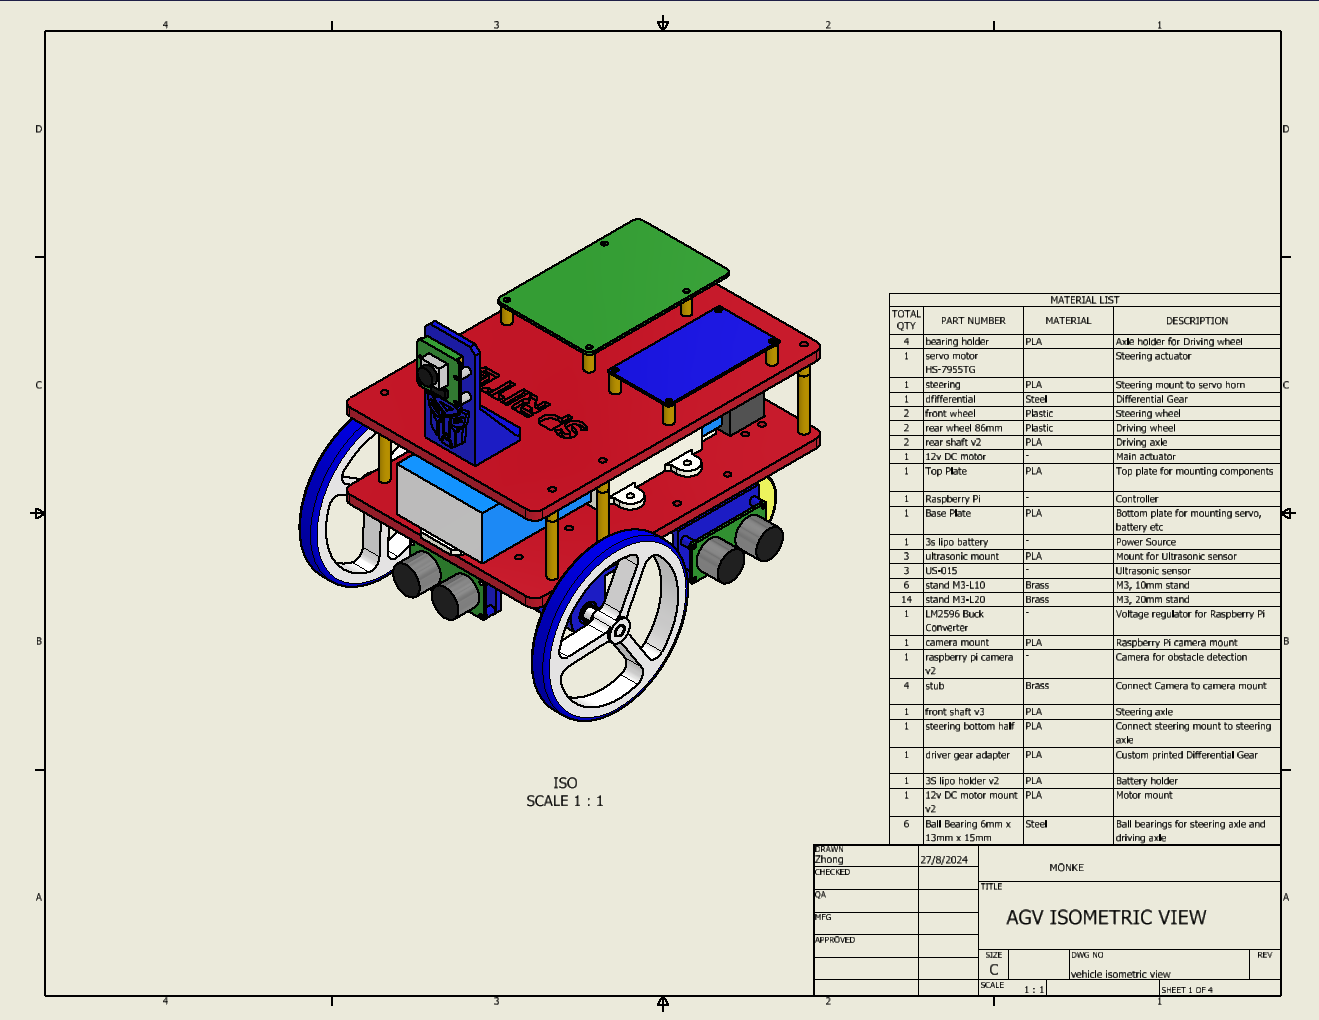 4 3 2 1
D D
SPRITE
MATERIAL LIST
TOTAL QTY PART NUMBER MATERIAL DESCRIPTION
4 bearing holder PLA Axle holder for Driving wheel
1 servo motor HS-7955TG Steering actuator
1 steering PLA Steering mount to servo horn
1 dfifferential Steel Differential Gear
2 front wheel Plastic Steering wheel
2 rear wheel 86mm Plastic Driving wheel
2 rear shaft v2 PLA Driving axle
1 12v DC motor - Main actuator
1 Top Plate PLA Top plate for mounting components
1 Raspberry Pi - Controller
1 Base Plate PLA Bottom plate for mounting servo, battery etc
1 3s lipo battery - Power Source
3 ultrasonic mount PLA Mount for Ultrasonic sensor
3 US-015 - Ultrasonic sensor
6 stand M3-L10 Brass M3, 10mm stand
14 stand M3-L20 Brass M3, 20mm stand
1 LM2596 Buck Converter - Voltage regulator for Raspberry Pi
1 camera mount PLA Raspberry Pi camera mount
1 raspberry pi camera v2 - Camera for obstacle detection
4 stub Brass Connect Camera to camera mount
1 front shaft v3 PLA Steering axle
1 steering bottom half PLA Connect steering mount to steering axle
1 driver gear adapter PLA Custom printed Differential Gear
1 3S lipo holder v2 PLA Battery holder
1 12v DC motor mount v2 PLA Motor mount
6 Ball Bearing 6mm x 13mm x 15mm Steel Ball bearings for steering axle and driving axle
C C
B B
ISO
SCALE 1 : 1
A A
DRAWN
Zhong 27/8/2024
CHECKED
QA
MFG
APPROVED
MONKE
TITLE
AGV ISOMETRIC VIEW
SIZE
C
DWG NO
vehicle isometric view
REV
SCALE 1 : 1
SHEET 1 OF 4
4 3 2 1